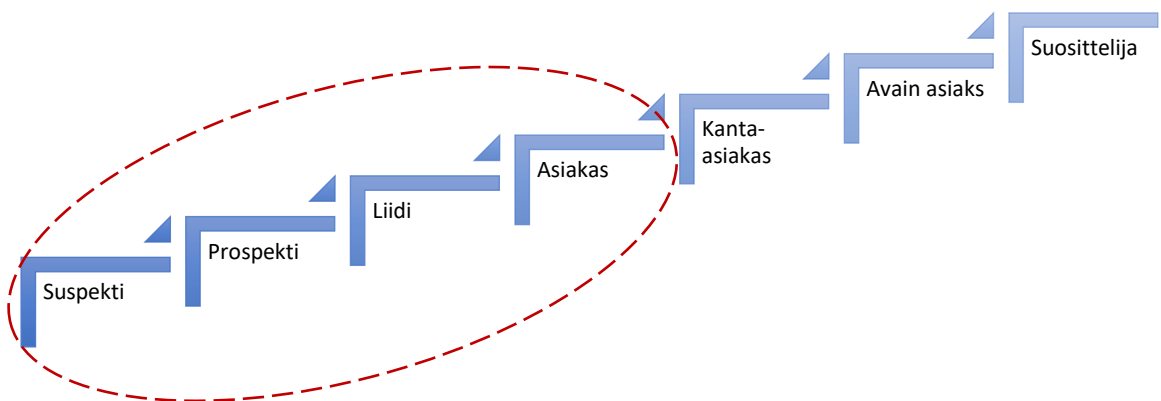 Suspekti
Prospekti
Liidi
Asiakas
Kanta-
asiakas
Avain asiaks
Suosittelija